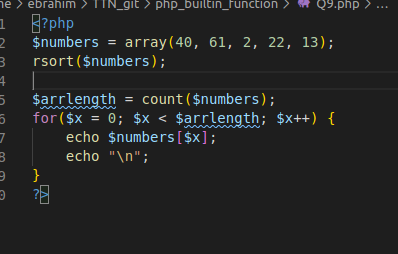 ne > ebrahim > TTN_git > php_builtin_function > Q9.php > ...
1 <?php
2 $numbers = array(40, 61, 2, 22, 13);
3 rsort($numbers);
4
5 $arrlength = count($numbers);
6 for($x = 0; $x < $arrlength; $x++) {
7 echo $numbers[$x];
8 echo "\n";
9 }
0 ?>